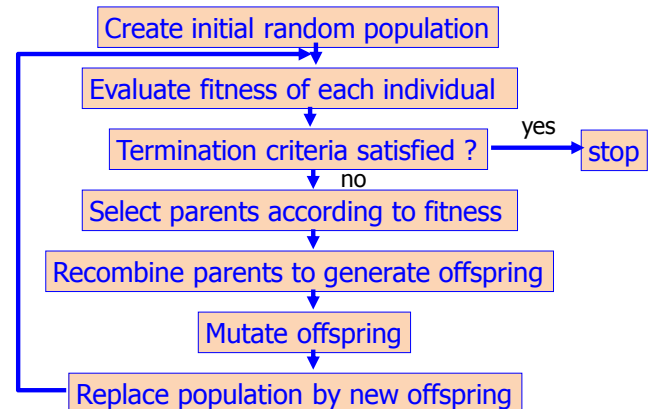 Create initial random population
Evaluate fitness of each individual
Termination criteria satisfied ?
yes
stop
no
Select parents according to fitness
Recombine parents to generate offspring
Mutate offspring
Replace population by new offspring